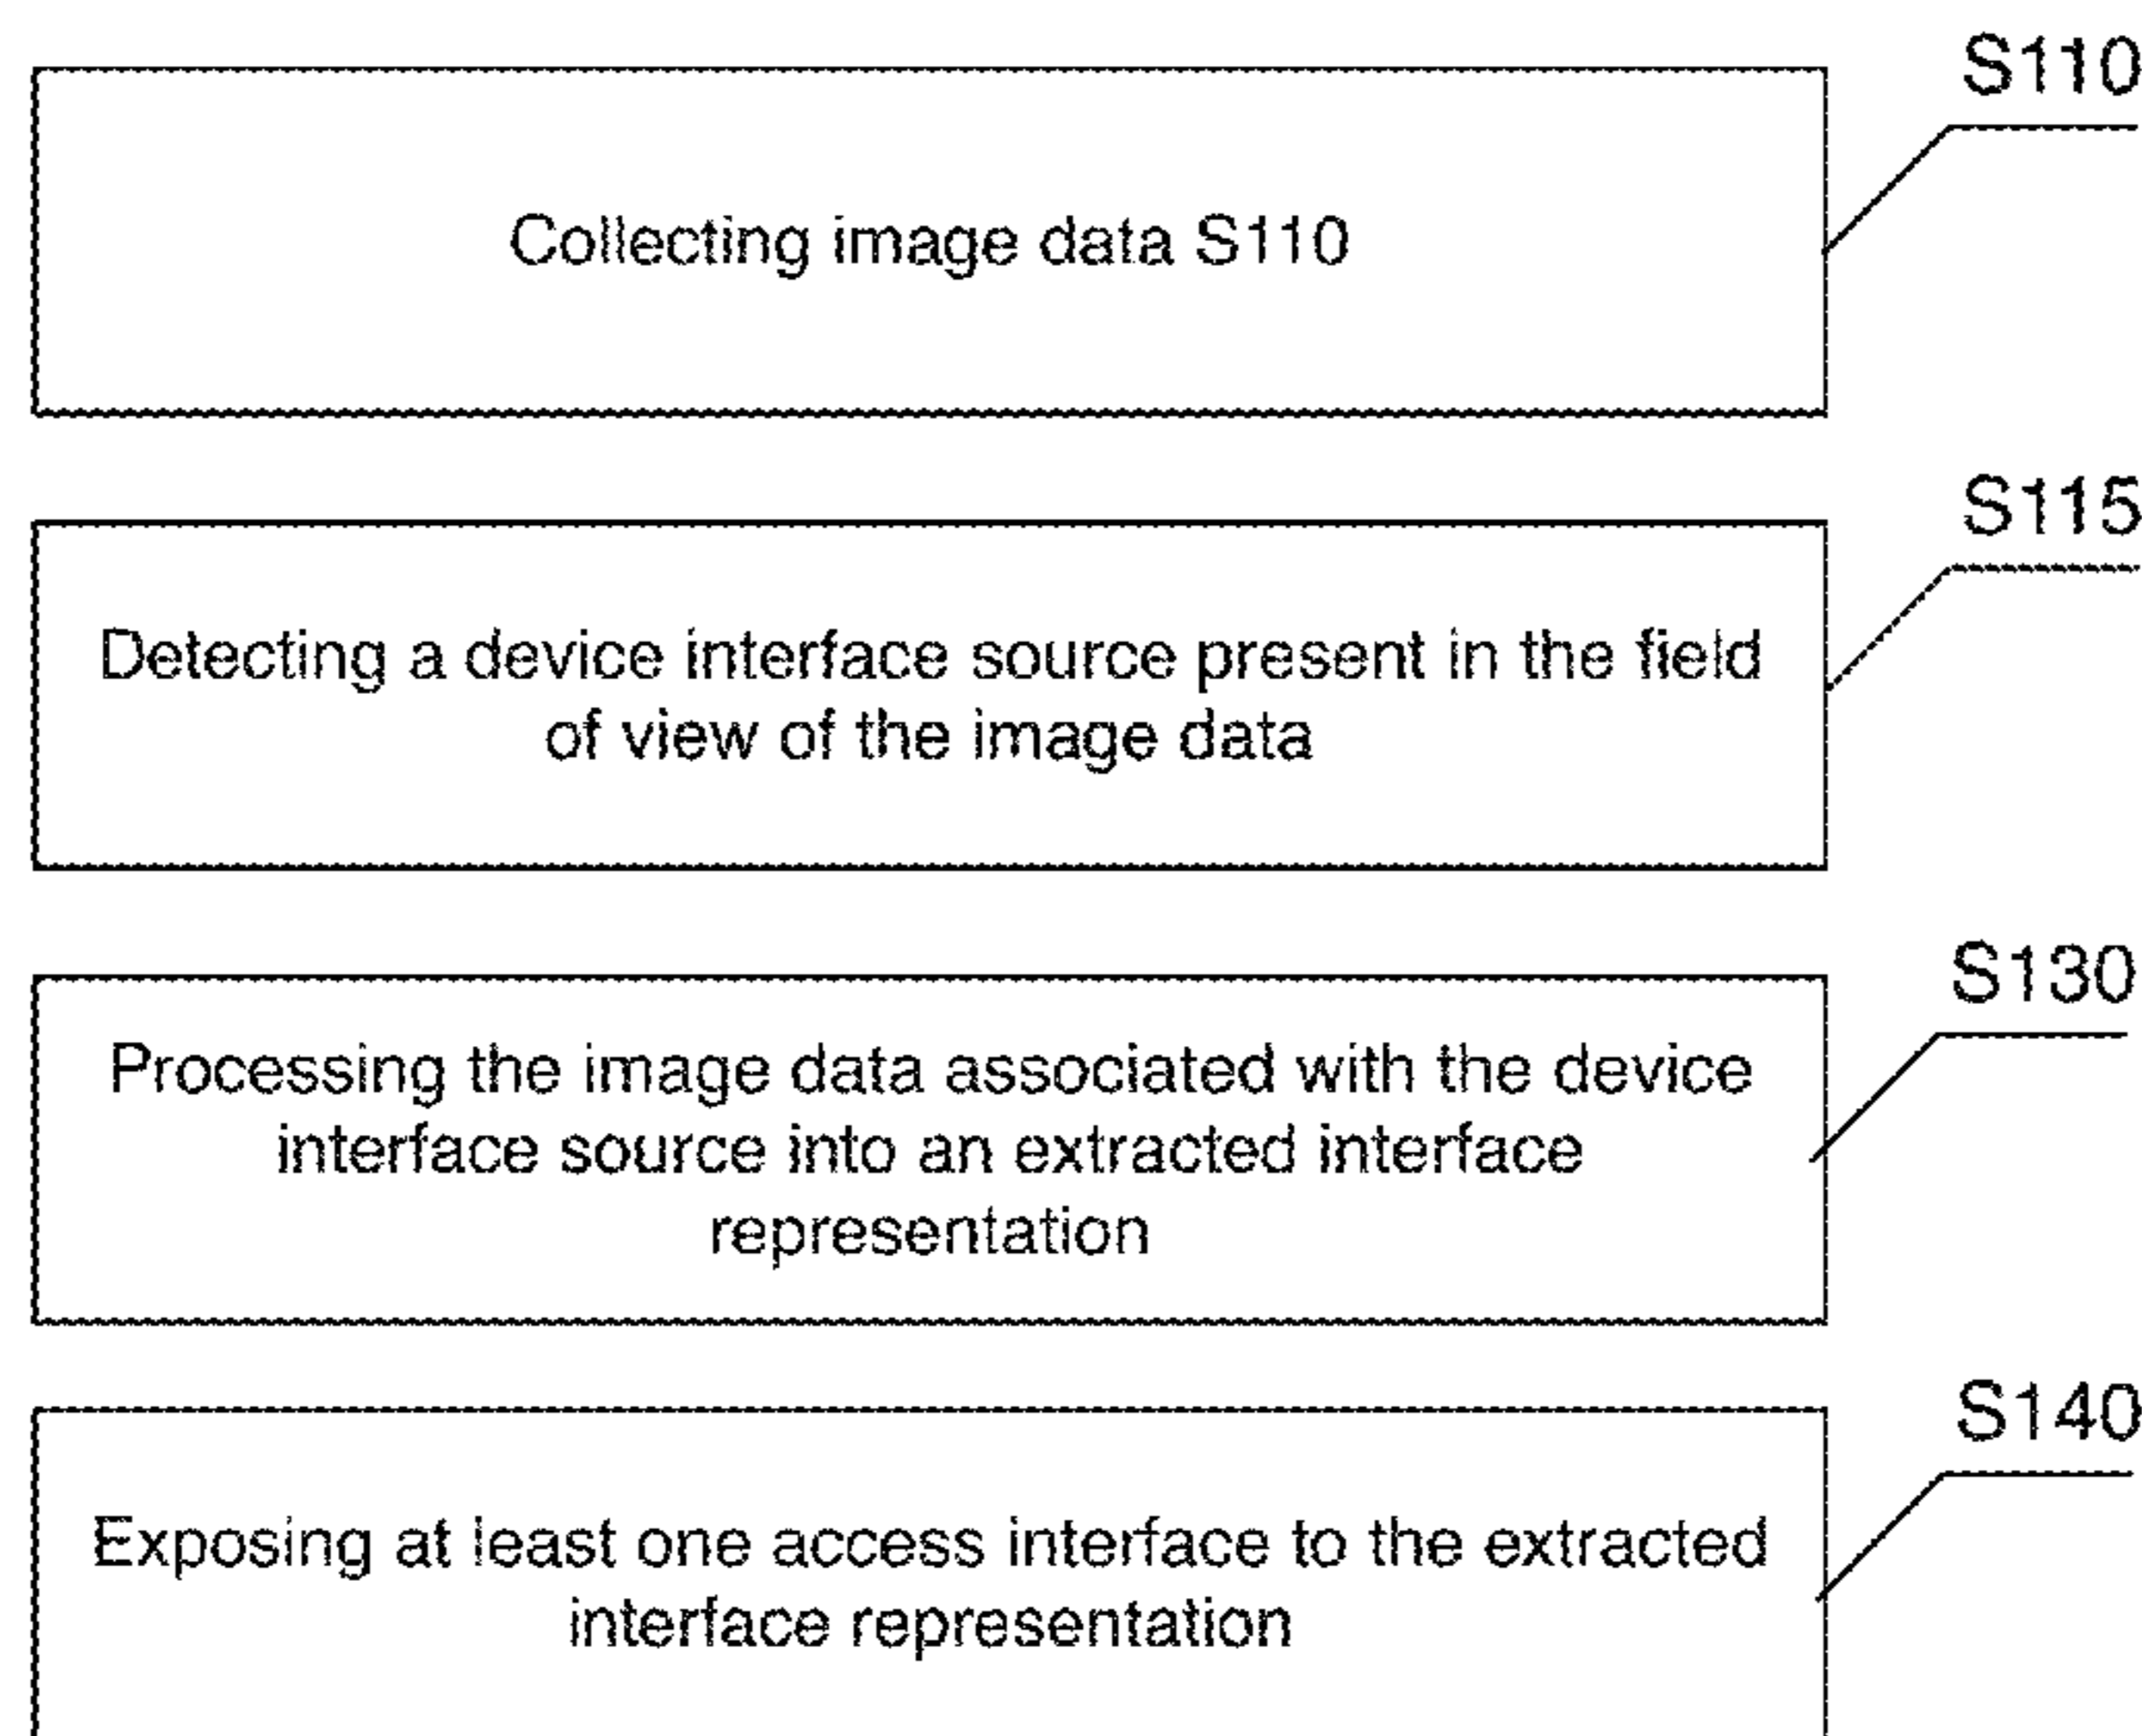 S110
Collecting image data S110
S115
Detecting a device interface source present in the field
of view of the image data
S130
Processing the image data associated with the device
interface source into an extracted interface
representation
S140
Exposing at least one access interface to the extracted
interface representation